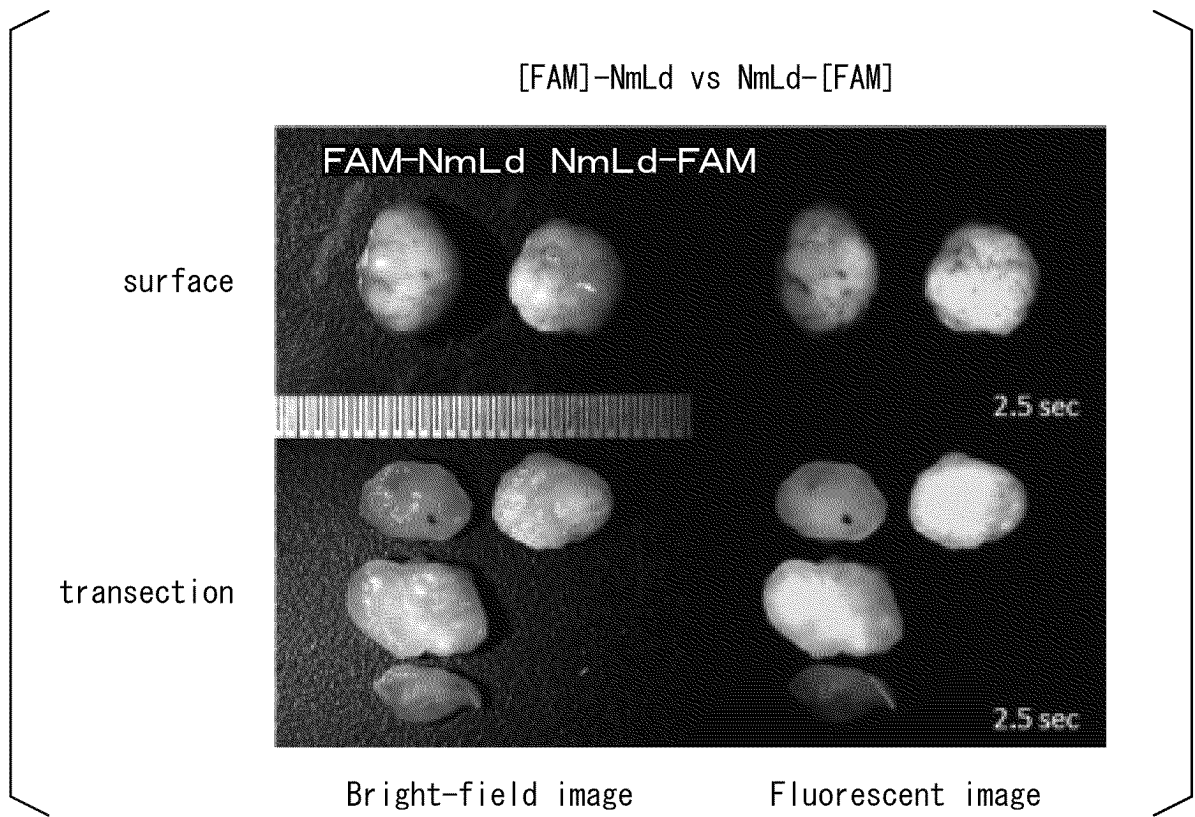 [FAM]-NmLd vs NmLd-[FAM]
FAM-NmLd NmLd-FAM
surface
2.5 sec
transection
2.5 sec
Bright-field image Fluorescent image